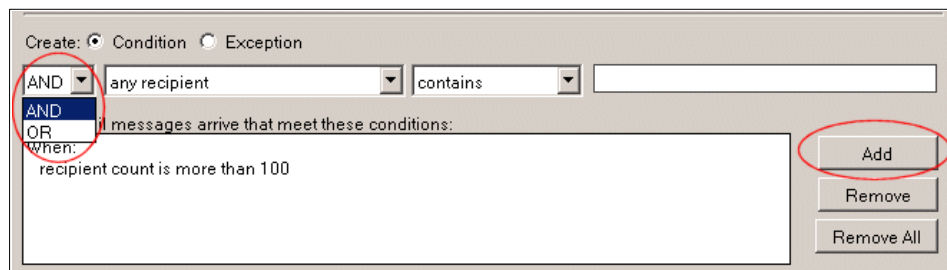 Create: Condition Exception
AND any recipient contains
AND
OR
il messages arrive that meet these conditions:
When:
recipient count is more than 100
Add
Remove
Remove All